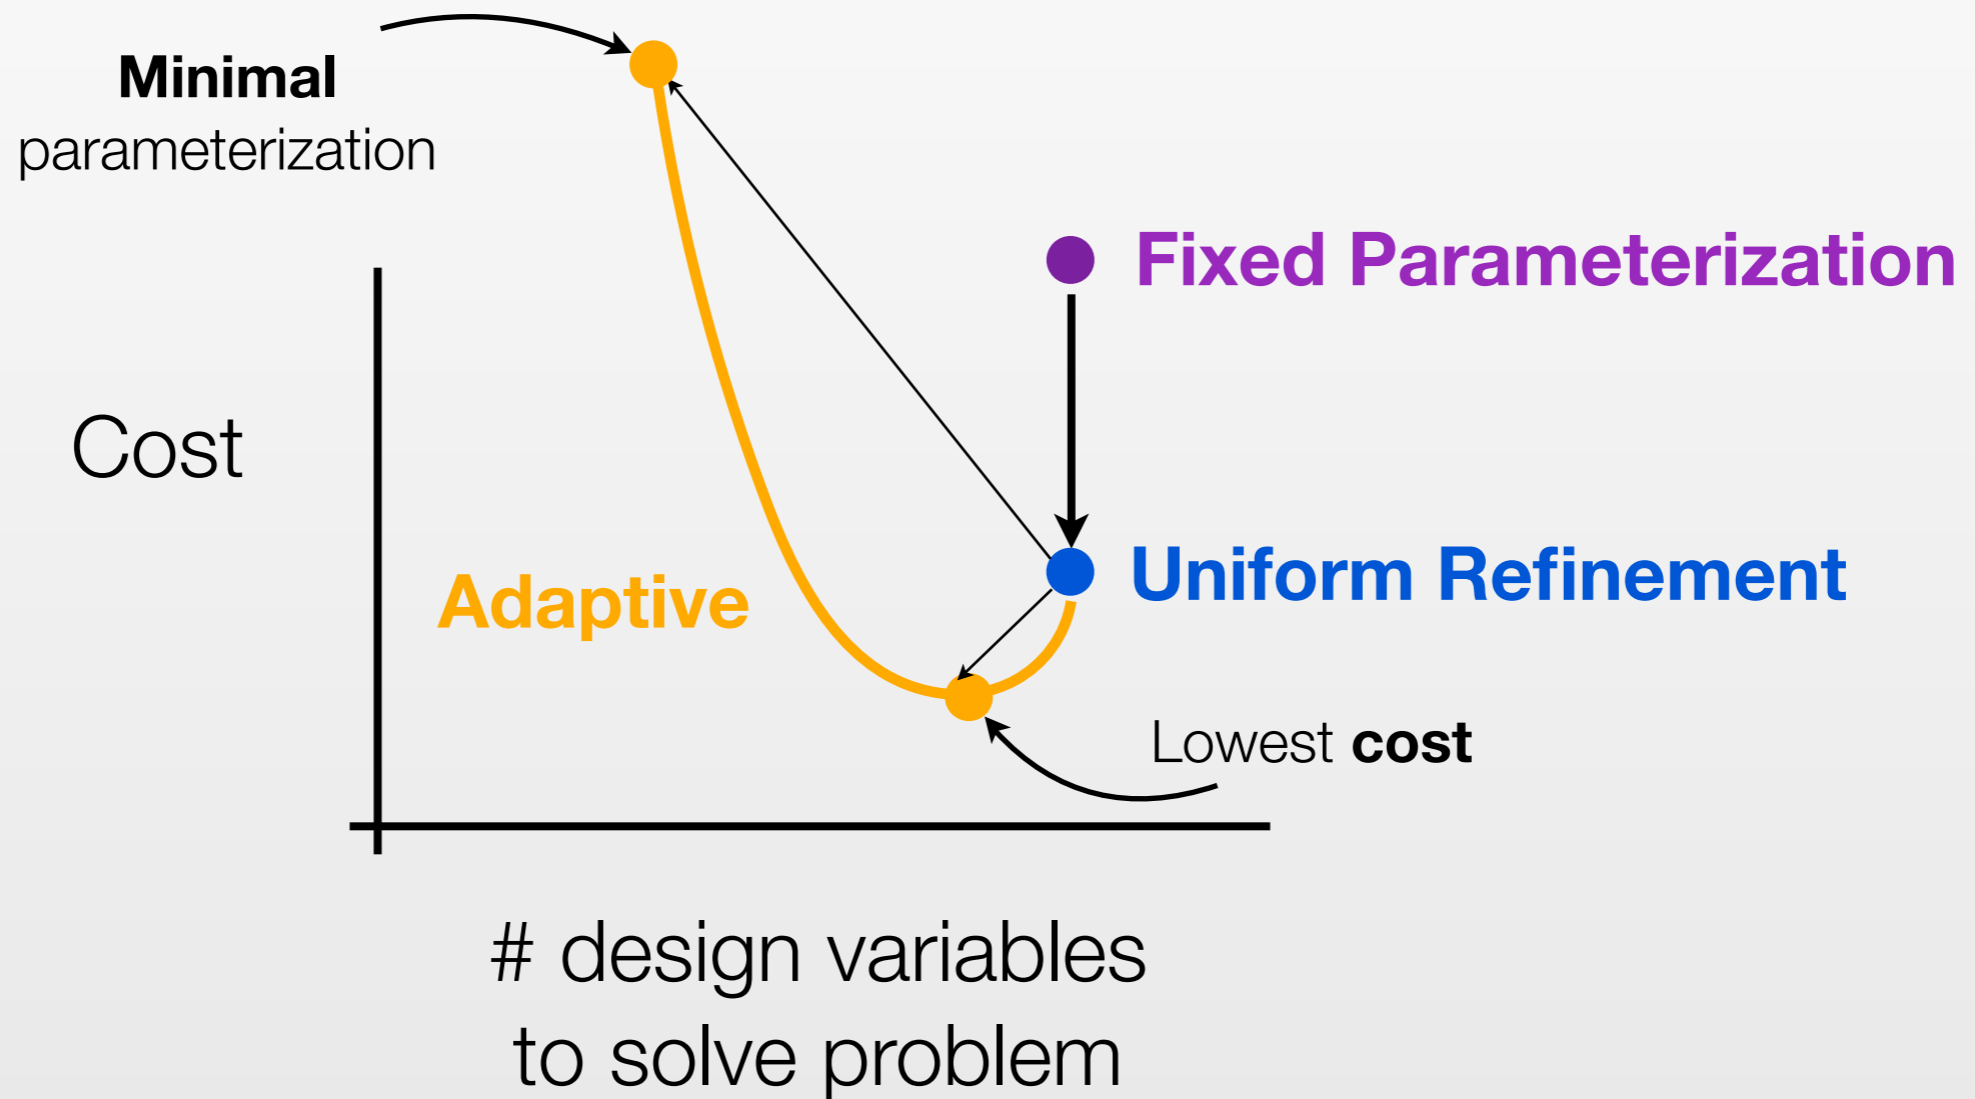 Minimal
parameterization
Fixed Parameterization
Cost
Adaptive
Uniform Refinement
Lowest cost
# design variables
to solve problem